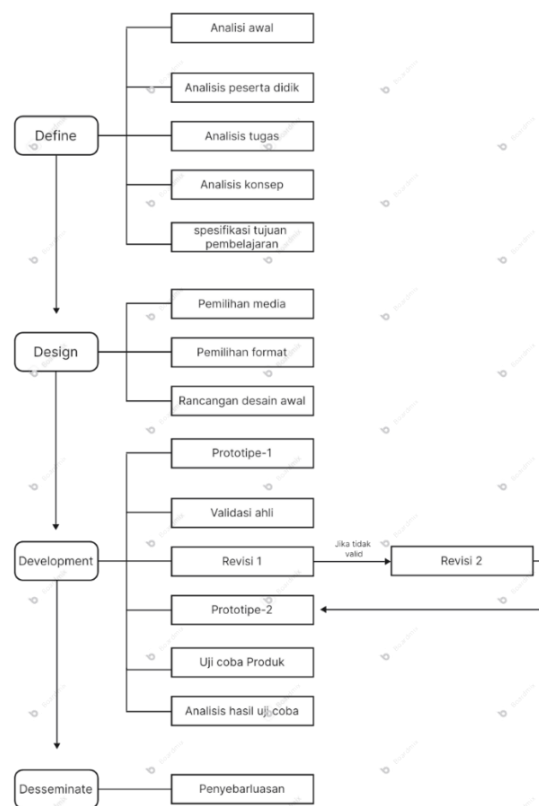 Analisi awal
Analisis peserta didik
Define
Analisis tugas
Analisis konsep
spesifikasi tujuan
pembelajaran
Pemilihan media
Design
Pemilihan format
Rancangan desain awal
Prototipe-1
Validasi ahli
Development
Revisi 1
Jika tidak
valid
Revisi 2
Prototipe-2
Uji coba Produk
Analisis hasil uji coba
Desseminate
Penyebarluasan